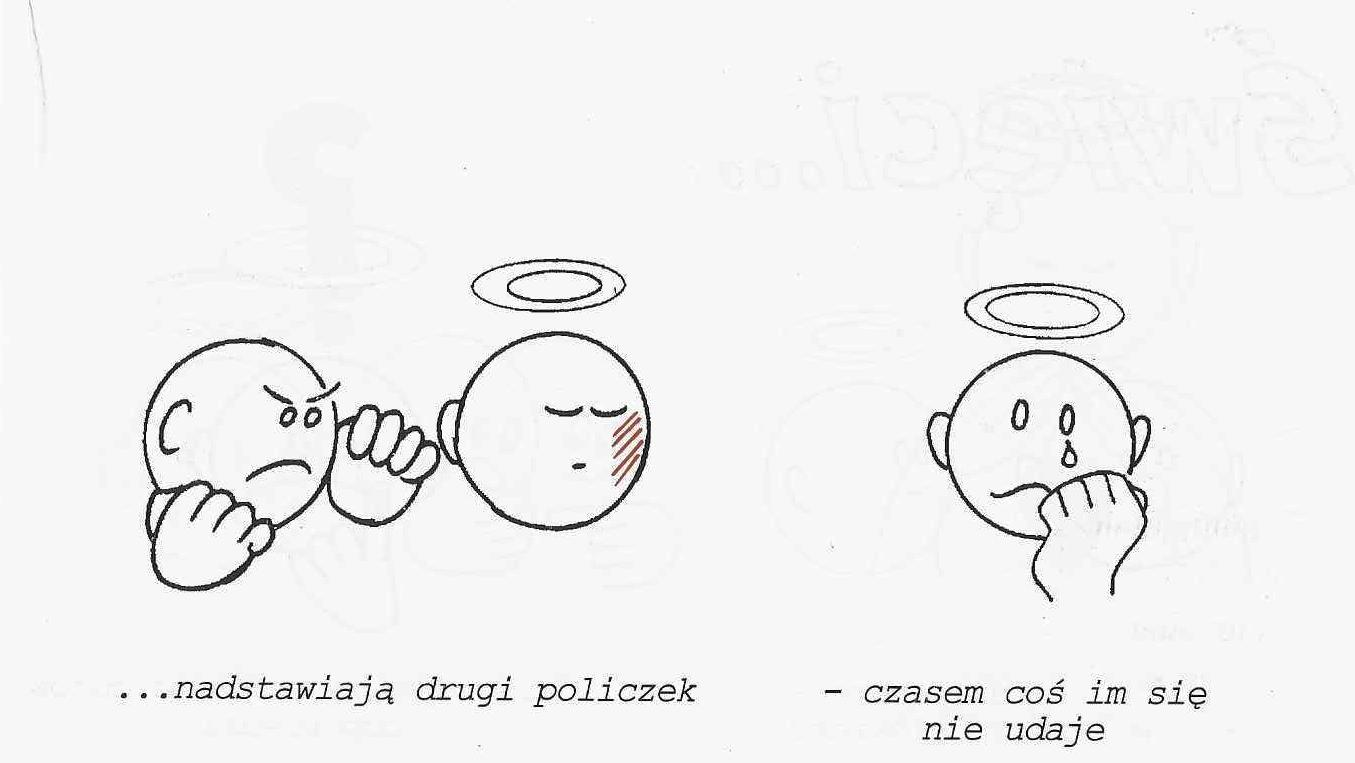 ...nadstawiają drugi policzek
- czasem coś im się
nie udaje